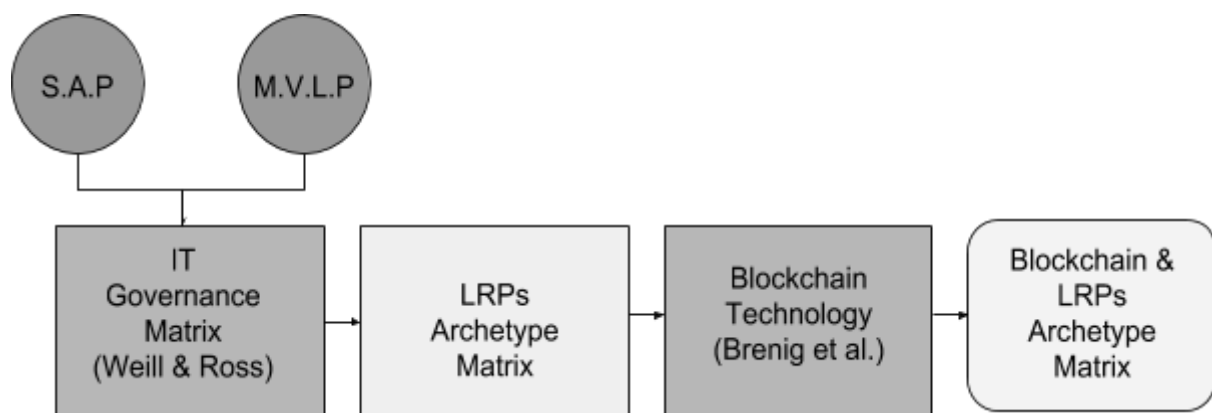 S.A.P
M.V.L.P
IT
Governance
Matrix
(Weill & Ross)
LRPs
Archetype
Matrix
Blockchain
Technology
(Brenig et al.)
Blockchain &
LRPs
Archetype
Matrix